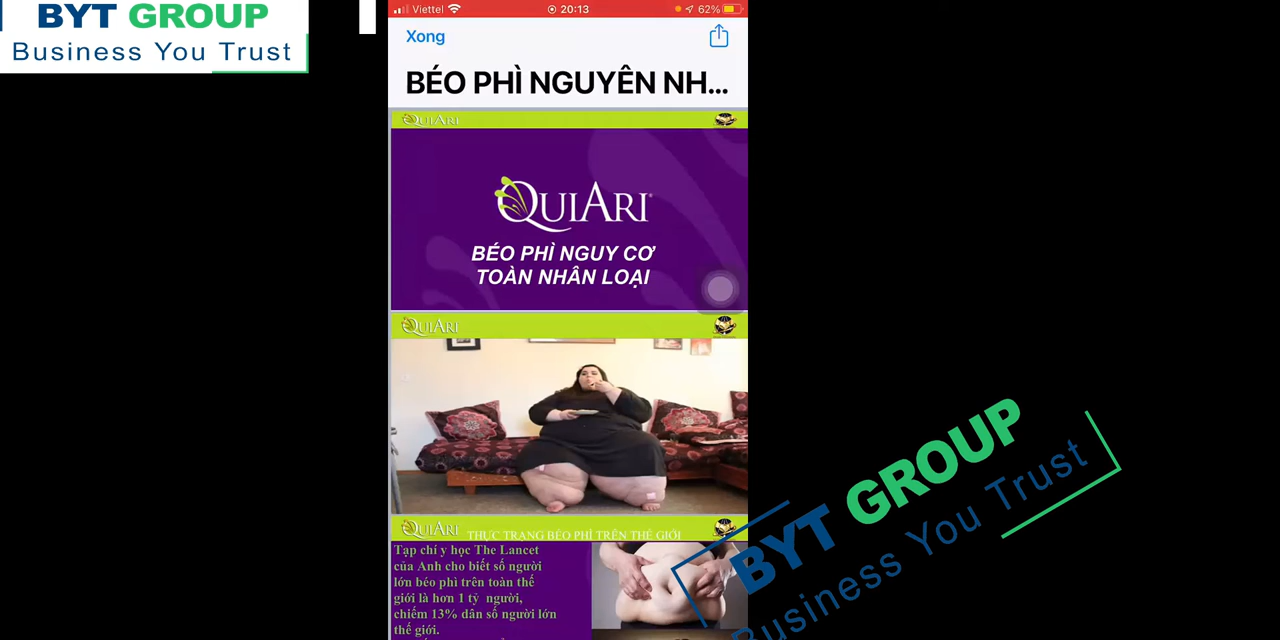 BYT GROUP
Business You Trust
Viettel
20:13
62%
Xong
BÉO PHÌ NGUYÊN NH...
QUIARI
QUIARI®
BÉO PHÌ NGUY CƠ
TOÀN NHÂN LOẠI
QUIARI
QUIARI
THỰC TRẠNG BÉO PHÌ TRÊN THẾ GIỚI
Tạp chí y học The Lancet
của Anh cho biết số người
lớn béo phì trên toàn thế
giới là hơn 1 tỷ người,
chiếm 13% dân số người lớn
thế giới.
BYT GROUP
Business You Trust